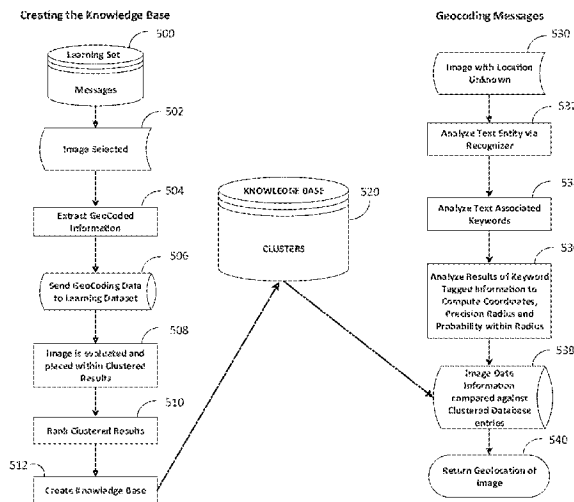 Creating the Knowledge Base
500
Learning Set
Messages
502
Image Selected
504
Extract GeoCoded
Information
506
Send GeoCoding Data
to Learning Dataset
508
Image is evaluated and
placed within Clustered
Results
510
Rank Clustered Results
512
Create Knowledge Base
KNOWLEDGE BASE
CLUSTERS
520
Geocoding Messages
530
Image with Location
Unknown
532
Analyze Text Entity via
Recognizer
53
Analyze Text Associated
Keywords
53
Analyze Results of Keyword
Tagged Information to
Compute Coordinates,
Precision Radius and
Probability within Radius
538
Image Data
Information
compared against
Clustered Database
entries
540
Return Geolocation of
Image